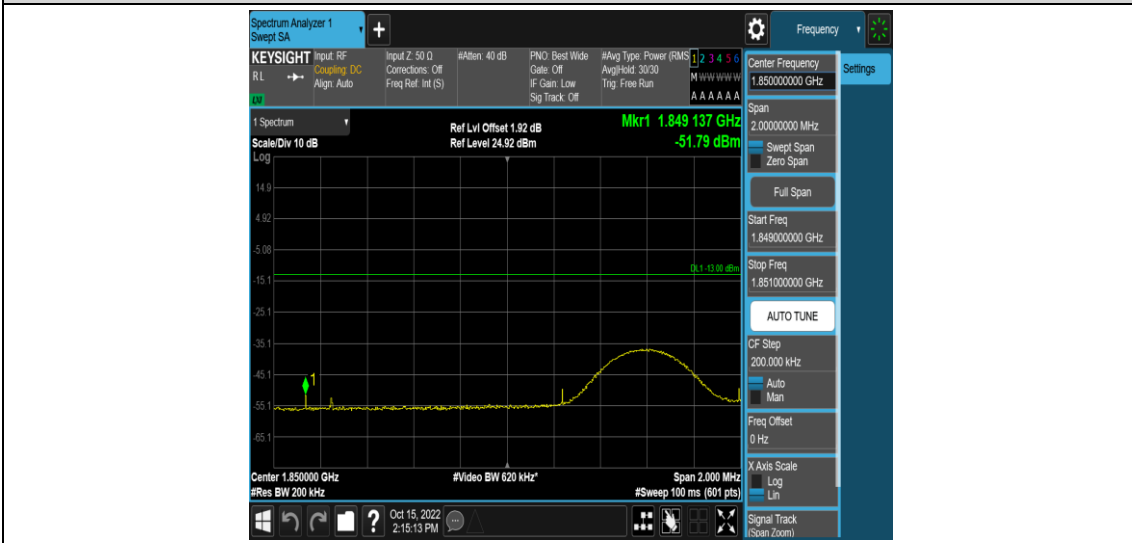 Spectrum Analyzer 1
Swept SA
+
Frequency
KEYSIGHT
RL
LXI
Input: RF
Coupling: DC
Align: Auto
Input Z: 50 Ω
Corrections: Off
Freq Ref: Int (S)
#Atten: 40 dB
PNO: Best Wide
Gate: Off
IF Gain: Low
Sig Track: Off
#Avg Type: Power (RMS
Avg|Hold: 30/30
Trig: Free Run
1 2 3 4 5 6
M W W W W W
A A A A A A
Center Frequency
1.850000000 GHz
Settings
Span
2.00000000 MHz
Swept Span
Zero Span
Full Span
Start Freq
1.849000000 GHz
Stop Freq
1.851000000 GHz
AUTO TUNE
CF Step
200.000 kHz
Auto
Man
Freq Offset
0 Hz
X Axis Scale
Log
Lin
Signal Track
(Span Zoom)
1 Spectrum
Scale/Div 10 dB
Log
Ref Lvl Offset 1.92 dB
Ref Level 24.92 dBm
Mkr1 1.849 137 GHz
-51.79 dBm
14.9
4.92
-5.08
DL1 -13.00 dBm
-15.1
-25.1
-35.1
-45.1
1
-55.1
-65.1
Center 1.850000 GHz
#Video BW 620 kHz*
Span 2.000 MHz
#Res BW 200 kHz
#Sweep 100 ms (601 pts)
?
Oct 15, 2022
2:15:13 PM